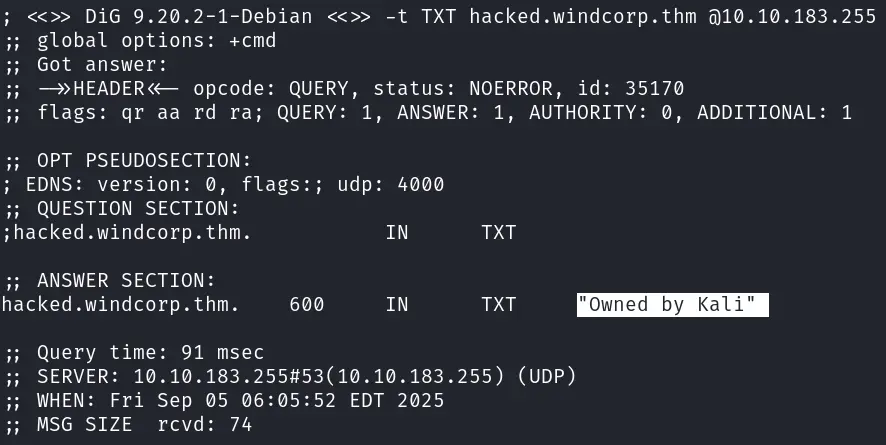 ; <<>> DiG 9.20.2-1-Debian <<>> -t TXT hacked.windcorp.thm @10.10.183.255
;; global options: +cmd
;; Got answer:
;; ->>HEADER<<- opcode: QUERY, status: NOERROR, id: 35170
;; flags: qr aa rd ra; QUERY: 1, ANSWER: 1, AUTHORITY: 0, ADDITIONAL: 1
;; OPT PSEUDOSECTION:
; EDNS: version: 0, flags:; udp: 4000
;; QUESTION SECTION:
;hacked.windcorp.thm. IN TXT
;; ANSWER SECTION:
hacked.windcorp.thm. 600 IN TXT "Owned by Kali"
;; Query time: 91 msec
;; SERVER: 10.10.183.255#53(10.10.183.255) (UDP)
;; WHEN: Fri Sep 05 06:05:52 EDT 2025
;; MSG SIZE rcvd: 74